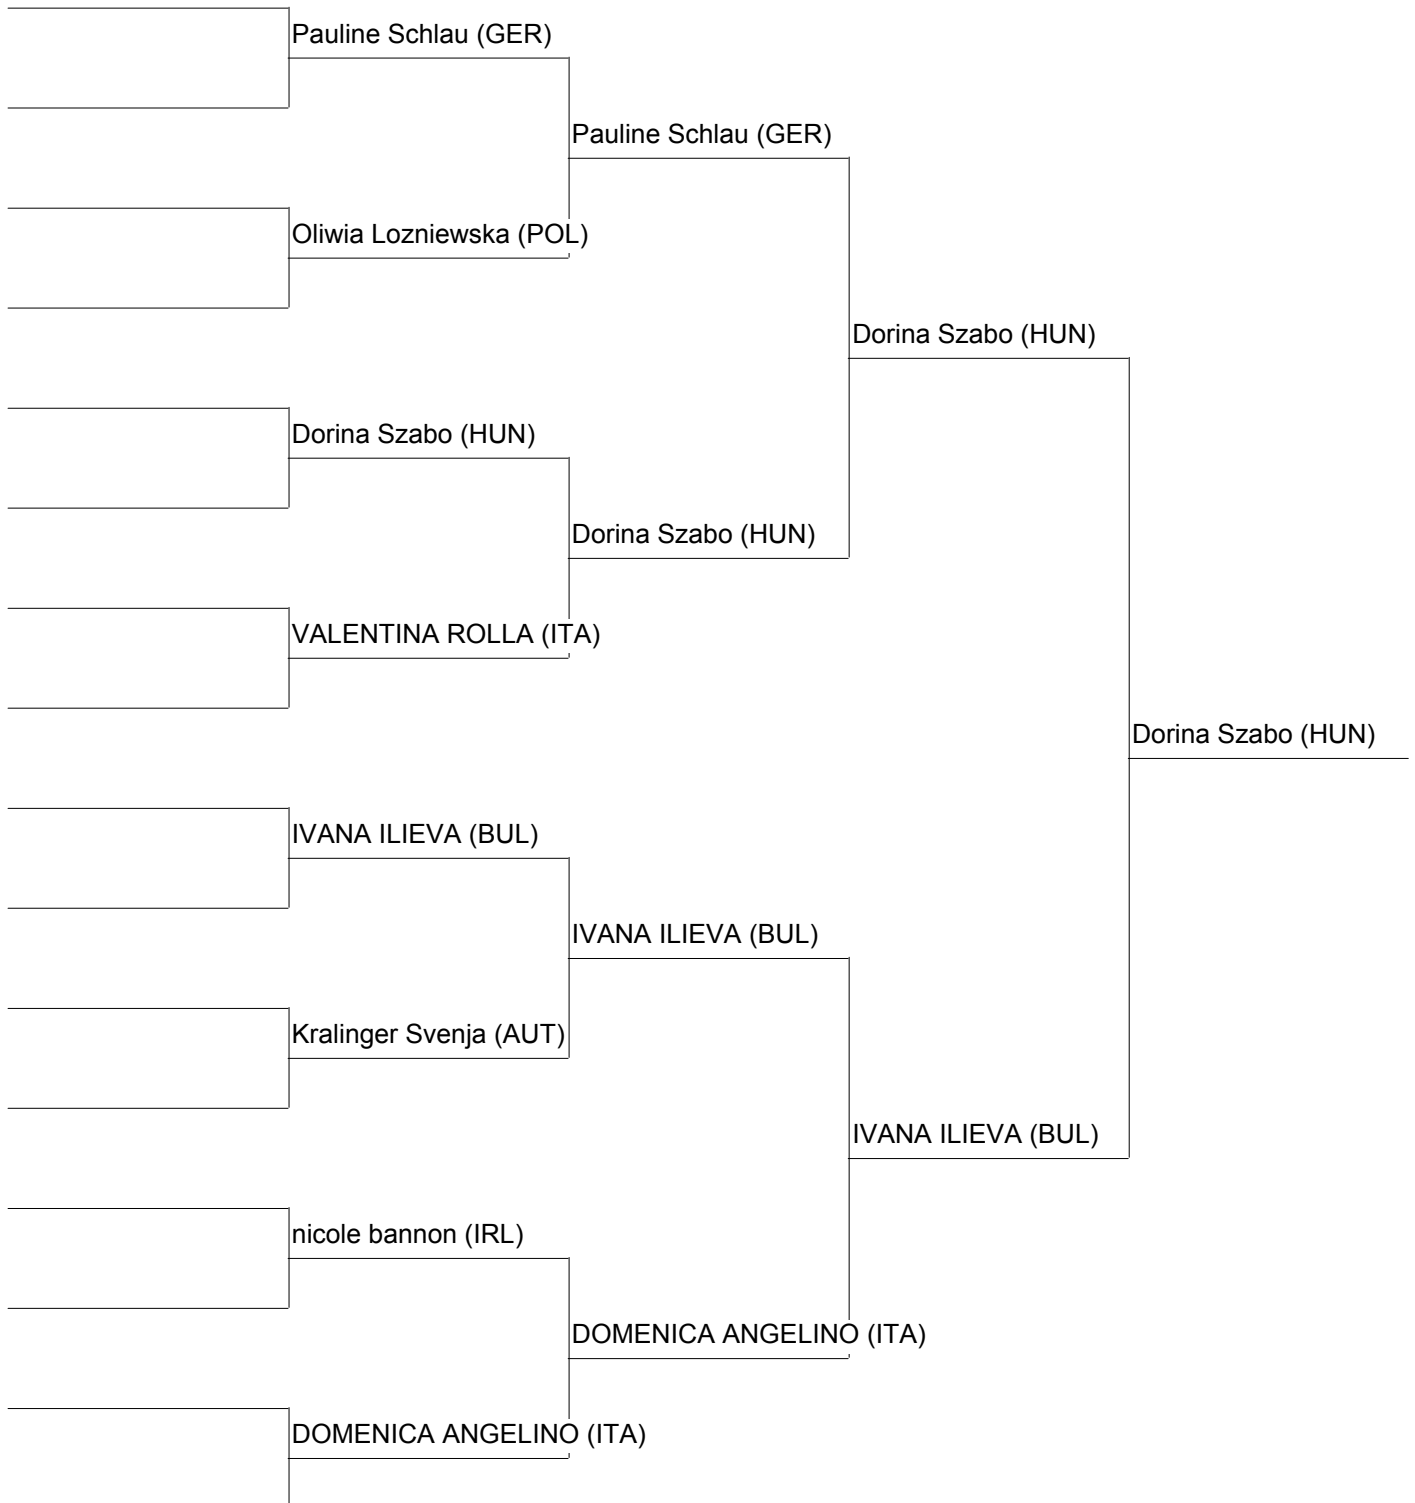 Pauline Schlau (GER)
Pauline Schlau (GER)
Oliwia Lozniewska (POL)
Dorina Szabo (HUN)
Dorina Szabo (HUN)
Dorina Szabo (HUN)
VALENTINA ROLLA (ITA)
Dorina Szabo (HUN)
IVANA ILIEVA (BUL)
IVANA ILIEVA (BUL)
Kralinger Svenja (AUT)
IVANA ILIEVA (BUL)
nicole bannon (IRL)
DOMENICA ANGELINO (ITA)
DOMENICA ANGELINO (ITA)